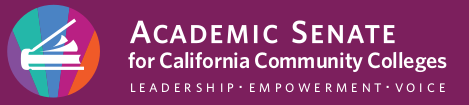 ACADEMIC SENATE
for California Community Colleges
LEADERSHIP · EMPOWERMENT · VOICE